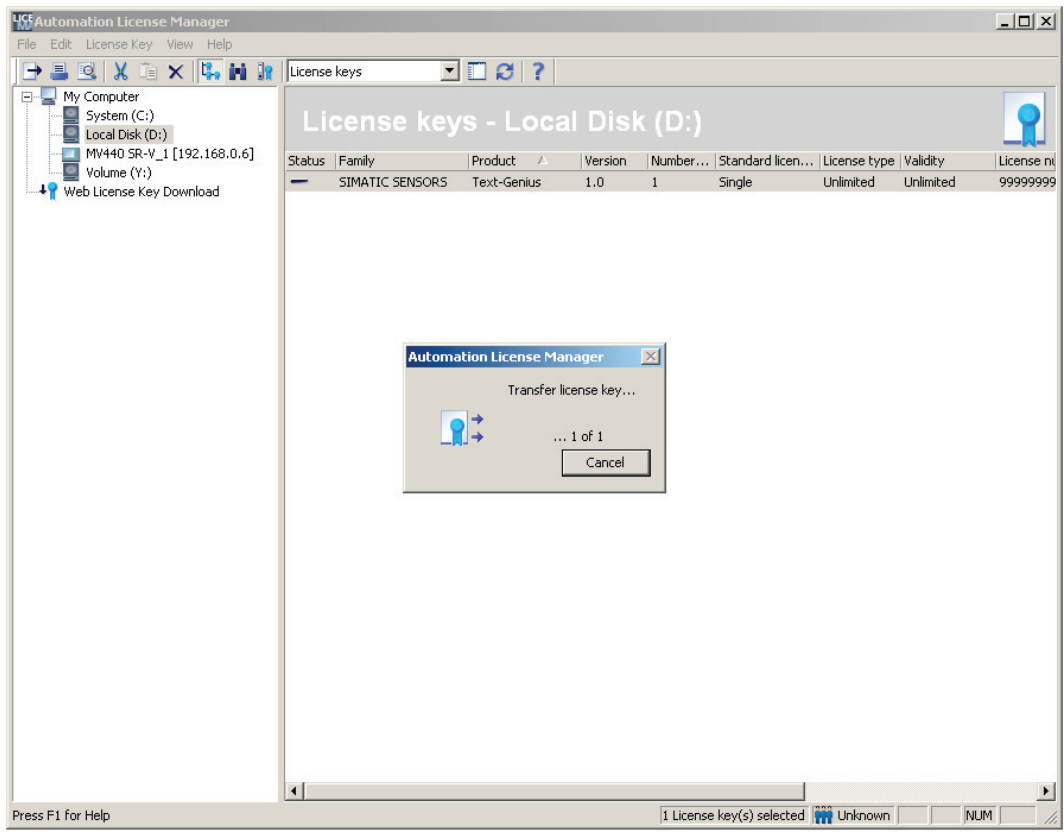 Automation License Manager
File Edit License Key View Help
License keys
My Computer
System (C:)
Local Disk (D:)
MV440 SR-V_1 [192.168.0.6]
Volume (Y:)
Web License Key Download
License keys - Local Disk (D:)
Status Family Product Version Number... Standard licen... License type Validity License nu
SIMATIC SENSORS Text-Genius 1.0 1 Single Unlimited Unlimited 99999999
Automation License Manager
Transfer license key...
... 1 of 1
Cancel
Press F1 for Help 1 License key(s) selected Unknown NUM